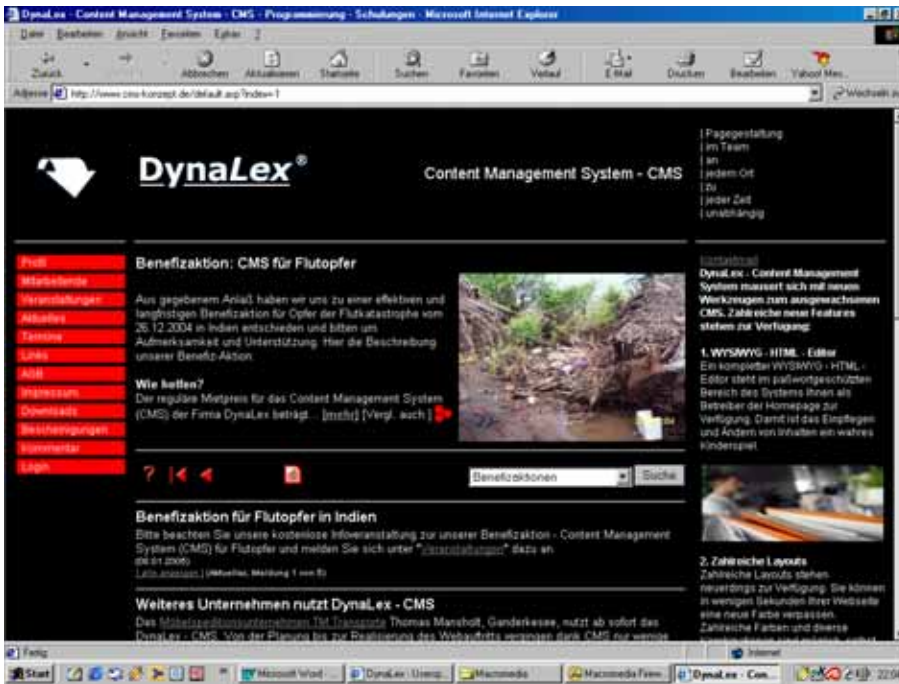 DynaLex - Content Management System - CMS - Programmierung - Schulungen - Microsoft Internet Explorer
Datei Bearbeiten Ansicht Favoriten Extras ?
Zurück Abbrechen Aktualisieren Startseite Suchen Favoriten Verlauf E-Mail Drucken Bearbeiten Yahoo! Mes...
Adresse http://www.cms-konzept.de/default.asp?index=1 Wechseln zu
DynaLex®
Content Management System - CMS
| Pagegestaltung
| im Team
| an
| jedem Ort
| zu
| jeder Zeit
| unabhängig
Profil
Mitarbeitende
Veranstaltungen
Aktuelles
Termine
Links
AGB
Impressum
Downloads
Bescheinigungen
Kommentar
Login
Benefizaktion: CMS für Flutopfer
Aus gegebenem Anlaß haben wir uns zu einer effektiven und
langfristigen Benefizaktion für Opfer der Flutkatastrophe vom
26.12.2004 in Indien entschieden und bitten um
Aufmerksamkeit und Unterstützung. Hier die Beschreibung
unserer Benefiz-Aktion.
Wie helfen?
Der reguläre Mietpreis für das Content Management System
(CMS) der Firma DynaLex beträgt... [mehr] [Vergl. auch ]
?
Benefizaktionen
Suche
Benefizaktion für Flutopfer in Indien
Bitte beachten Sie unsere kostenlose Infoveranstaltung zur unserer Benefizaktion - Content Management
System (CMS) für Flutopfer und melden Sie sich unter "Veranstaltungen" dazu an.
(06.01.2005)
(Aktuelles, Meldung 1 von 5)
Weiteres Unternehmen nutzt DynaLex - CMS
Das Möbelspeditionsunternehmen TM Transporte Thomas Mansholt, Ganderkesee, nutzt ab sofort das
DynaLex - CMS. Von der Planung bis zur Realisierung des Webauftritts vergingen dank CMS nur wenige
Kontaktmail
DynaLex - Content Management
System mausert sich mit neuen
Werkzeugen zum ausgewachsenen
CMS. Zahlreiche neue Features
stehen zur Verfügung:
1. WYSIWYG - HTML - Editor
Ein kompletter WYSIWYG - HTML -
Editor steht im paßwortgeschützten
Bereich des Systems Ihnen als
Betreiber der Homepage zur
Verfügung. Damit ist das Einpflegen
und Ändern von Inhalten ein wahres
Kinderspiel.
2. Zahlreiche Layouts
Zahlreiche Layouts stehen
neuerdings zur Verfügung. Sie können
in wenigen Sekunden Ihrer Webseite
eine neue Farbe verpassen.
Zahlreiche Farben und diverse
Fertig
Internet
Start Microsoft Word - ... DynaLex - Macromedia Macromedia Firew... DynaLex - Con...